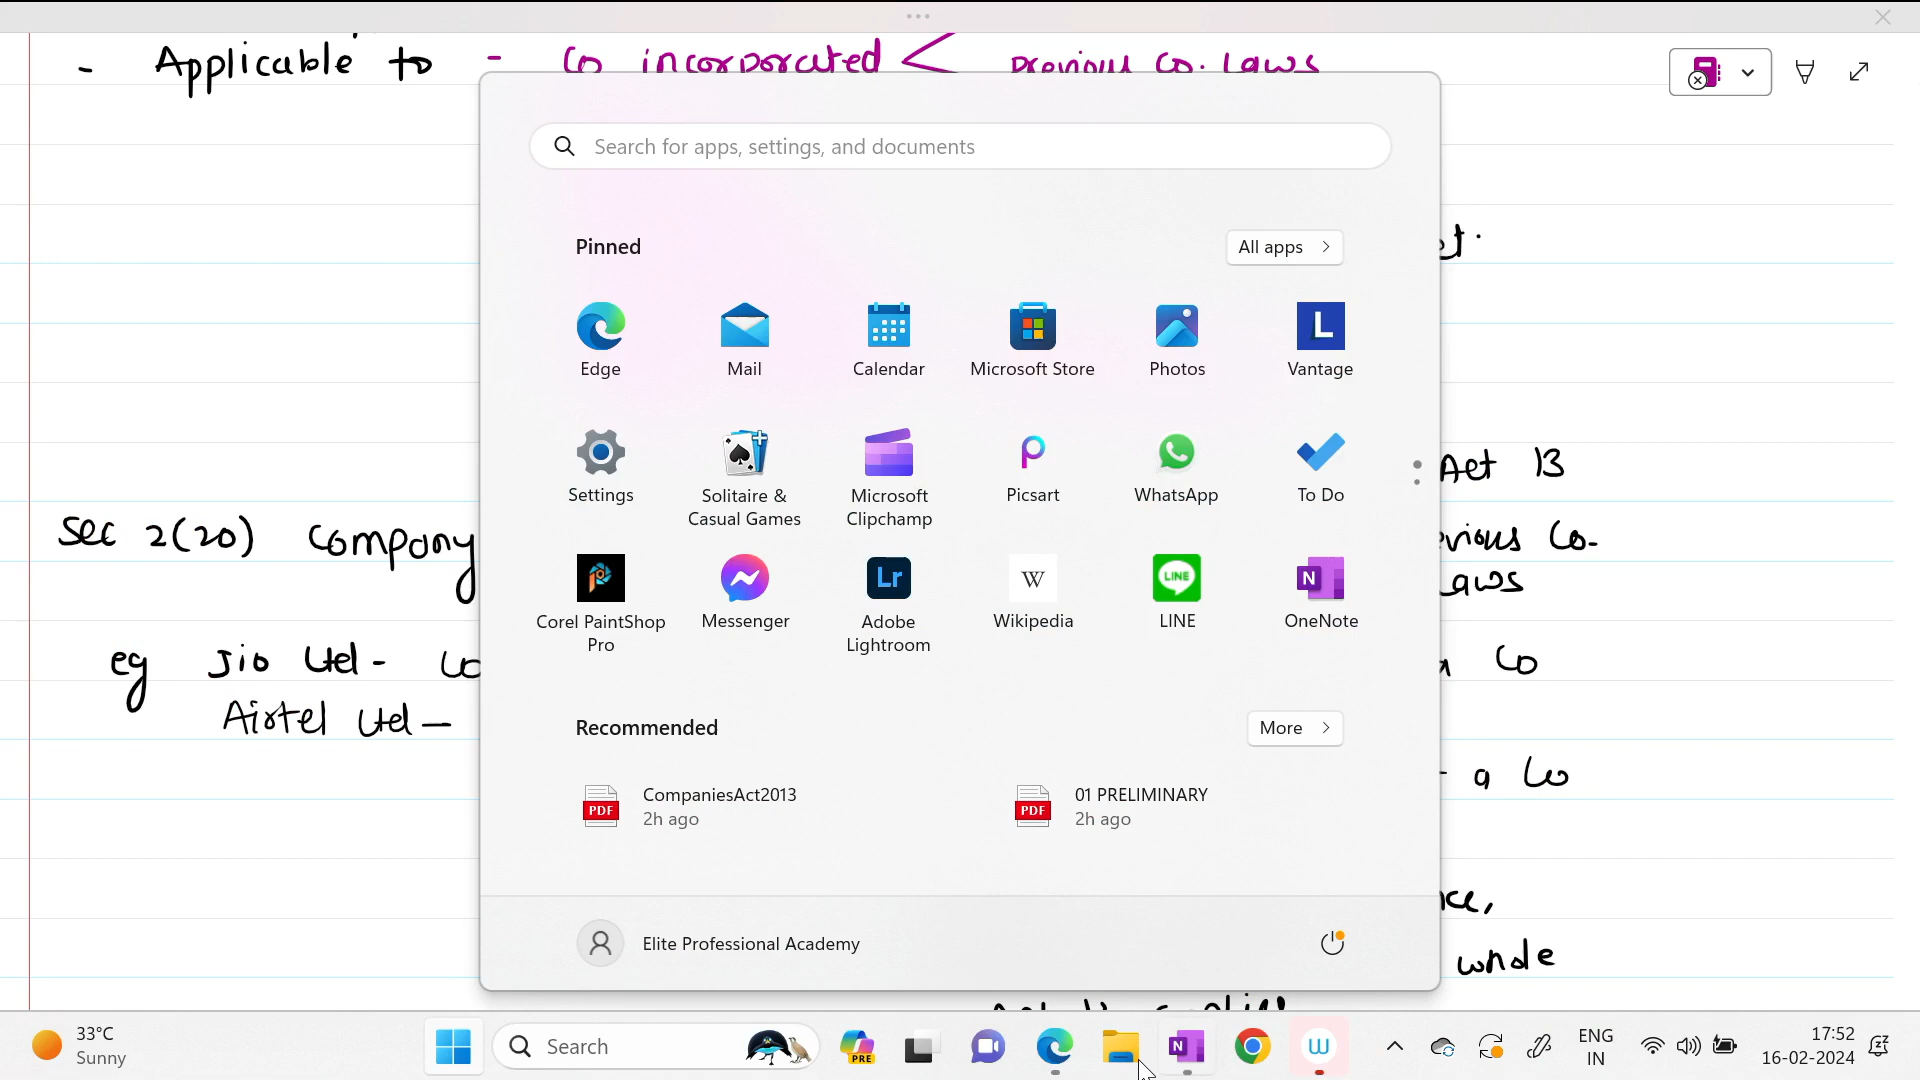 - Applicable to - Co incorporated < previous Co. Laws
Search for apps, settings, and documents
Pinned
All apps
Edge
Mail
Calendar
Microsoft Store
Photos
Vantage
Settings
Solitaire &
Casual Games
Microsoft
Clipchamp
Picsart
WhatsApp
To Do
Corel PaintShop
Pro
Messenger
Adobe
Lightroom
Wikipedia
LINE
OneNote
Act 13
Sec 2(20) Company
Co.
Laws
eg Jio Ltd - Co
a Co
Airtel Ltd -
- a Co
whole
Recommended
More
CompaniesAct2013
2h ago
01 PRELIMINARY
2h ago
Elite Professional Academy
33°C
Sunny
Search
PRE
ENG
IN
17:52
16-02-2024